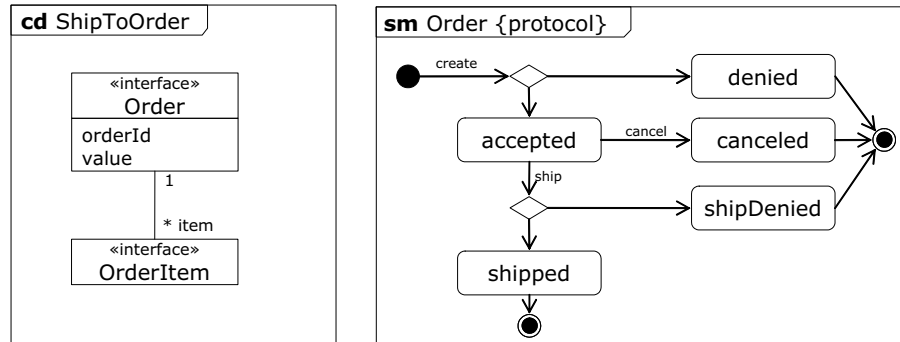 cd ShipToOrder
«interface»
Order
orderId
value
1
* item
«interface»
OrderItem
sm Order {protocol}
create
denied
accepted
cancel
canceled
ship
shipDenied
shipped